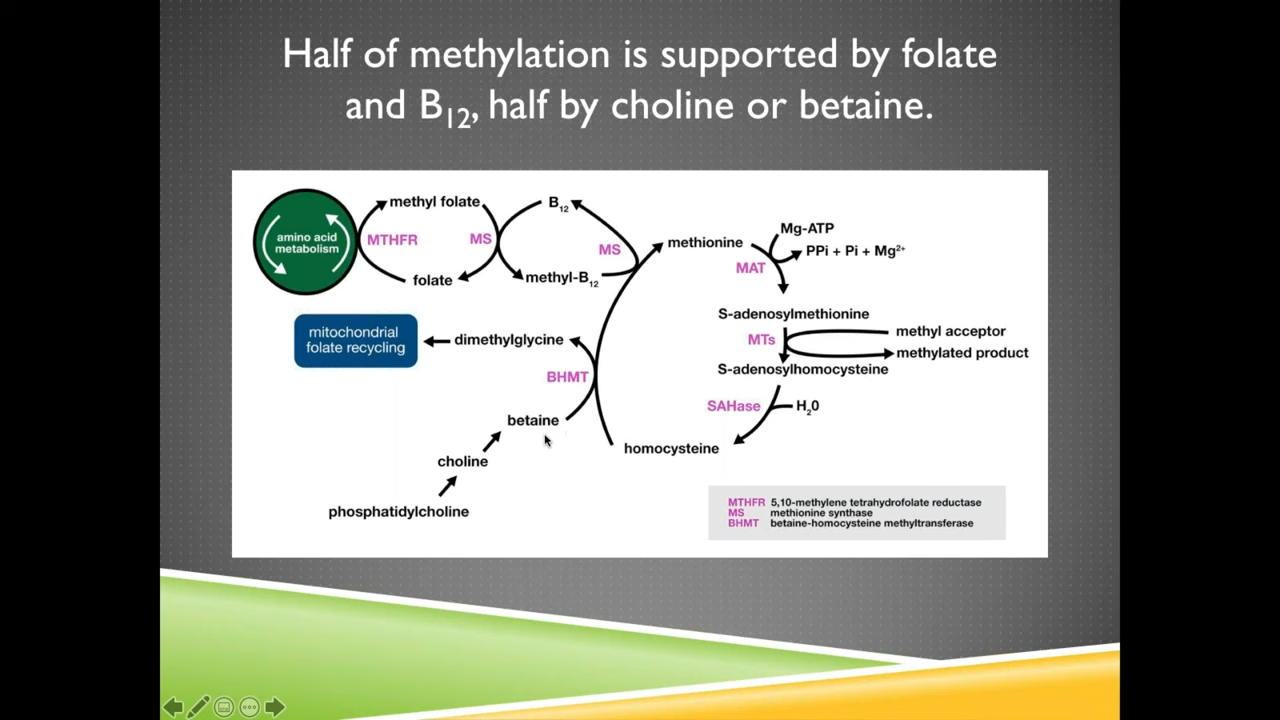 Half of methylation is supported by folate
and B₁₂, half by choline or betaine.
amino acid
metabolism
MTHFR
methyl folate
folate
MS
B₁₂
methyl-B₁₂
MS
methionine
Mg-ATP
PPi + Pi + Mg²⁺
MAT
S-adenosylmethionine
MTs
methyl acceptor
methylated product
S-adenosylhomocysteine
SAHase
H₂0
homocysteine
mitochondrial
folate recycling
dimethylglycine
BHMT
betaine
choline
phosphatidylcholine
MTHFR 5,10-methylene tetrahydrofolate reductase
MS methionine synthase
BHMT betaine-homocysteine methyltransferase